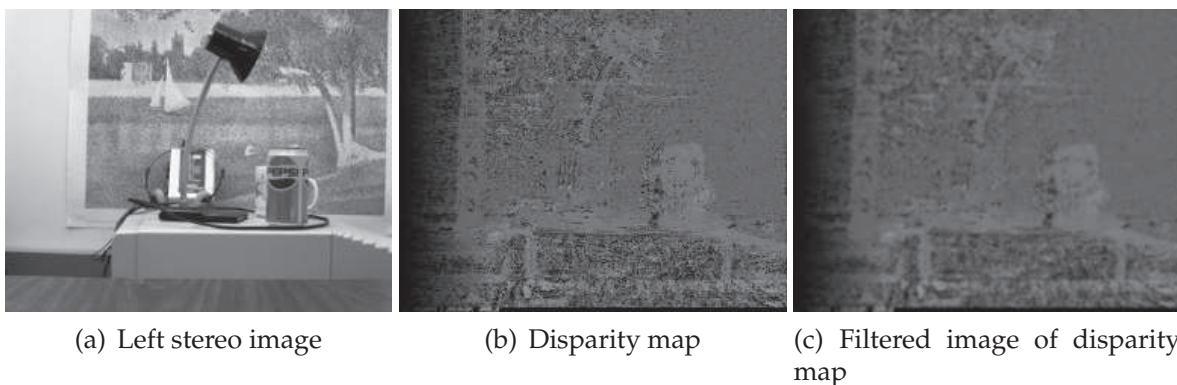 PEPSI
(a) Left stereo image
(b) Disparity map
(c) Filtered image of disparity
map